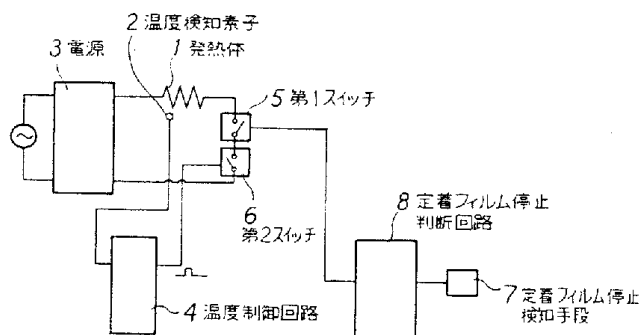 2 温度検知素子
1 発熱体
3 電源
5 第1スイッチ
6
第2スイッチ
4 温度制御回路
8 定着フィルム停止
判断回路
7 定着フィルム停止
検知手段